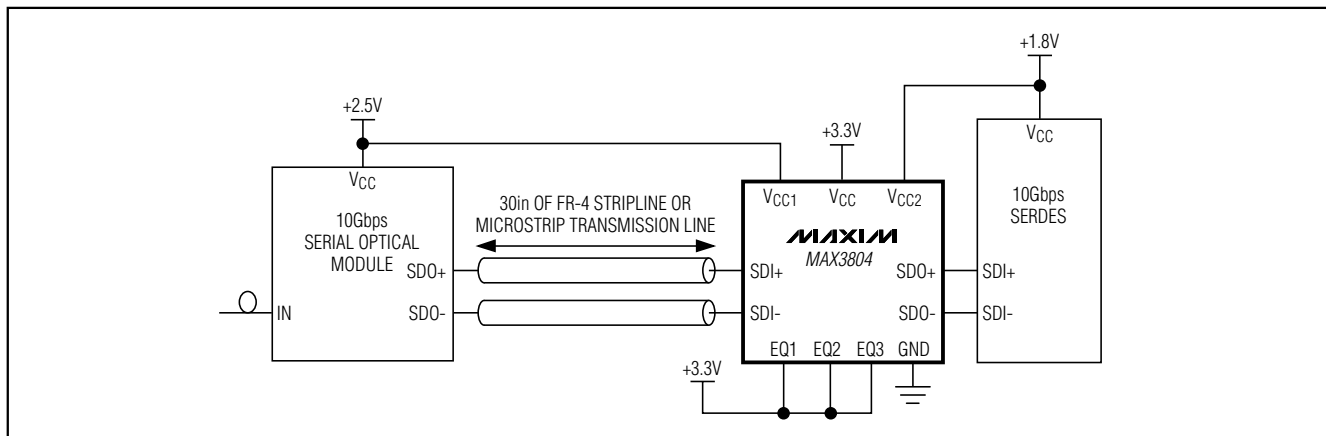 +1.8V
+2.5V
+3.3V
VCC
VCC
30in OF FR-4 STRIPLINE OR
MICROSTRIP TRANSMISSION LINE
VCC1
VCC
VCC2
10Gbps
SERIAL OPTICAL
MODULE
MAXIM
MAX3804
10Gbps
SERDES
SDO+
SDI+
SDO+
SDI+
IN
SDO-
SDI-
SDO-
SDI-
EQ1
EQ2
EQ3
GND
+3.3V